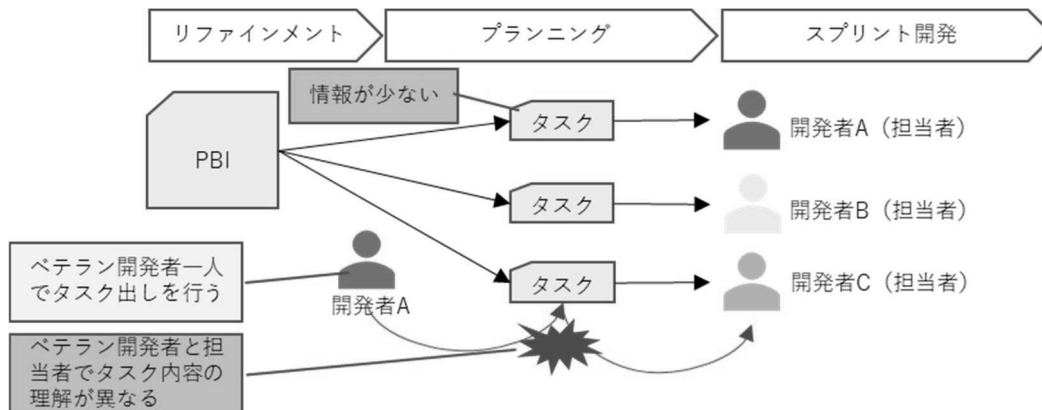 リファインメント
プランニング
スプリント開発
情報が少ない
PBI
タスク
開発者A（担当者）
タスク
開発者B（担当者）
ベテラン開発者一人
でタスク出しを行う
開発者A
タスク
開発者C（担当者）
ベテラン開発者と担
当者でタスク内容の
理解が異なる